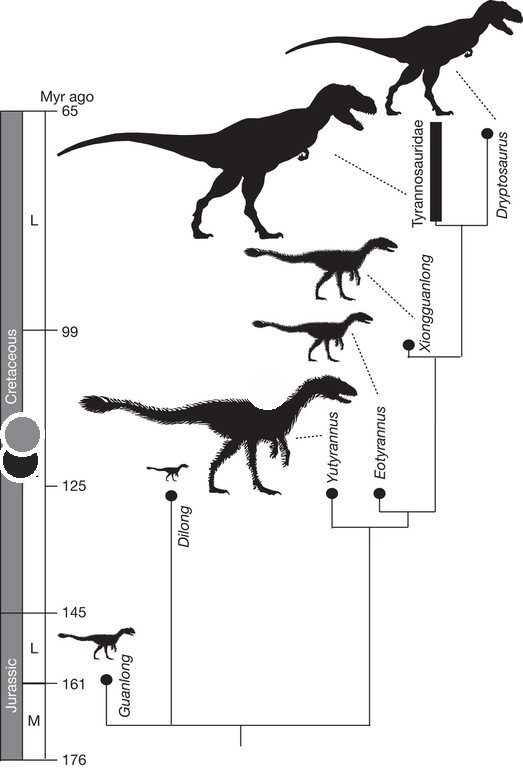 Myr ago
65
Tyrannosauridae
Dryptosaurus
L
Xiongguanlong
99
Cretaceous
Yutyrannus
Eotyrannus
125
Dilong
145
L
Guanlong
Jurassic
161
M
176